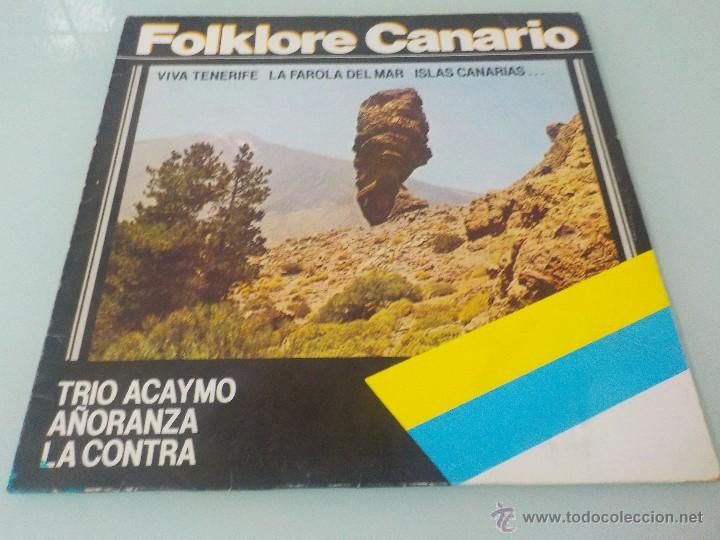 Folklore Canario
VIVA TENERIFE LA FAROLA DEL MAR ISLAS CANARIAS...
TRIO ACAYMO
AÑORANZA
LA CONTRA
© www.todocoleccion.net